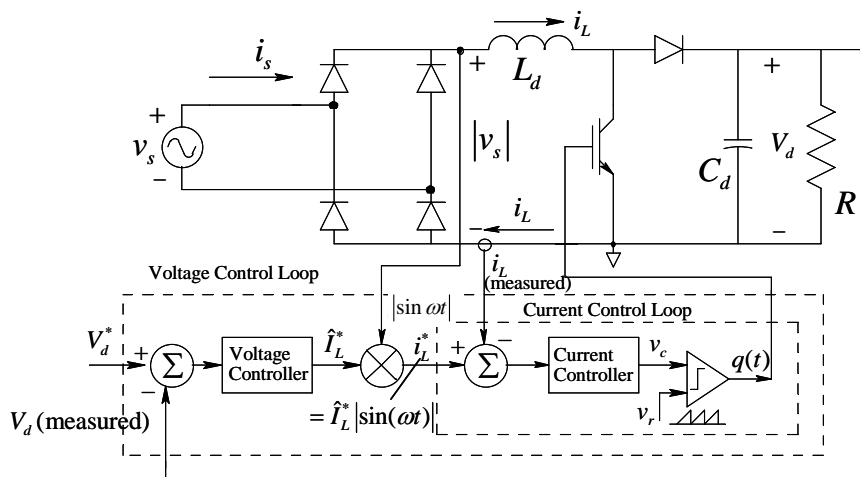 i_L
i_s
+
L_d
+
+
v_s
|v_s|
V_d
C_d
−
R
i_L
−
−
i_L
(measured)
Voltage Control Loop
|sin ωt|
Current Control Loop
V_d^*
+
Σ
−
Voltage
Controller
Î_L^*
i_L^*
+
Σ
−
Current
Controller
v_c
q(t)
= Î_L^* |sin(ωt)|
v_r
V_d (measured)